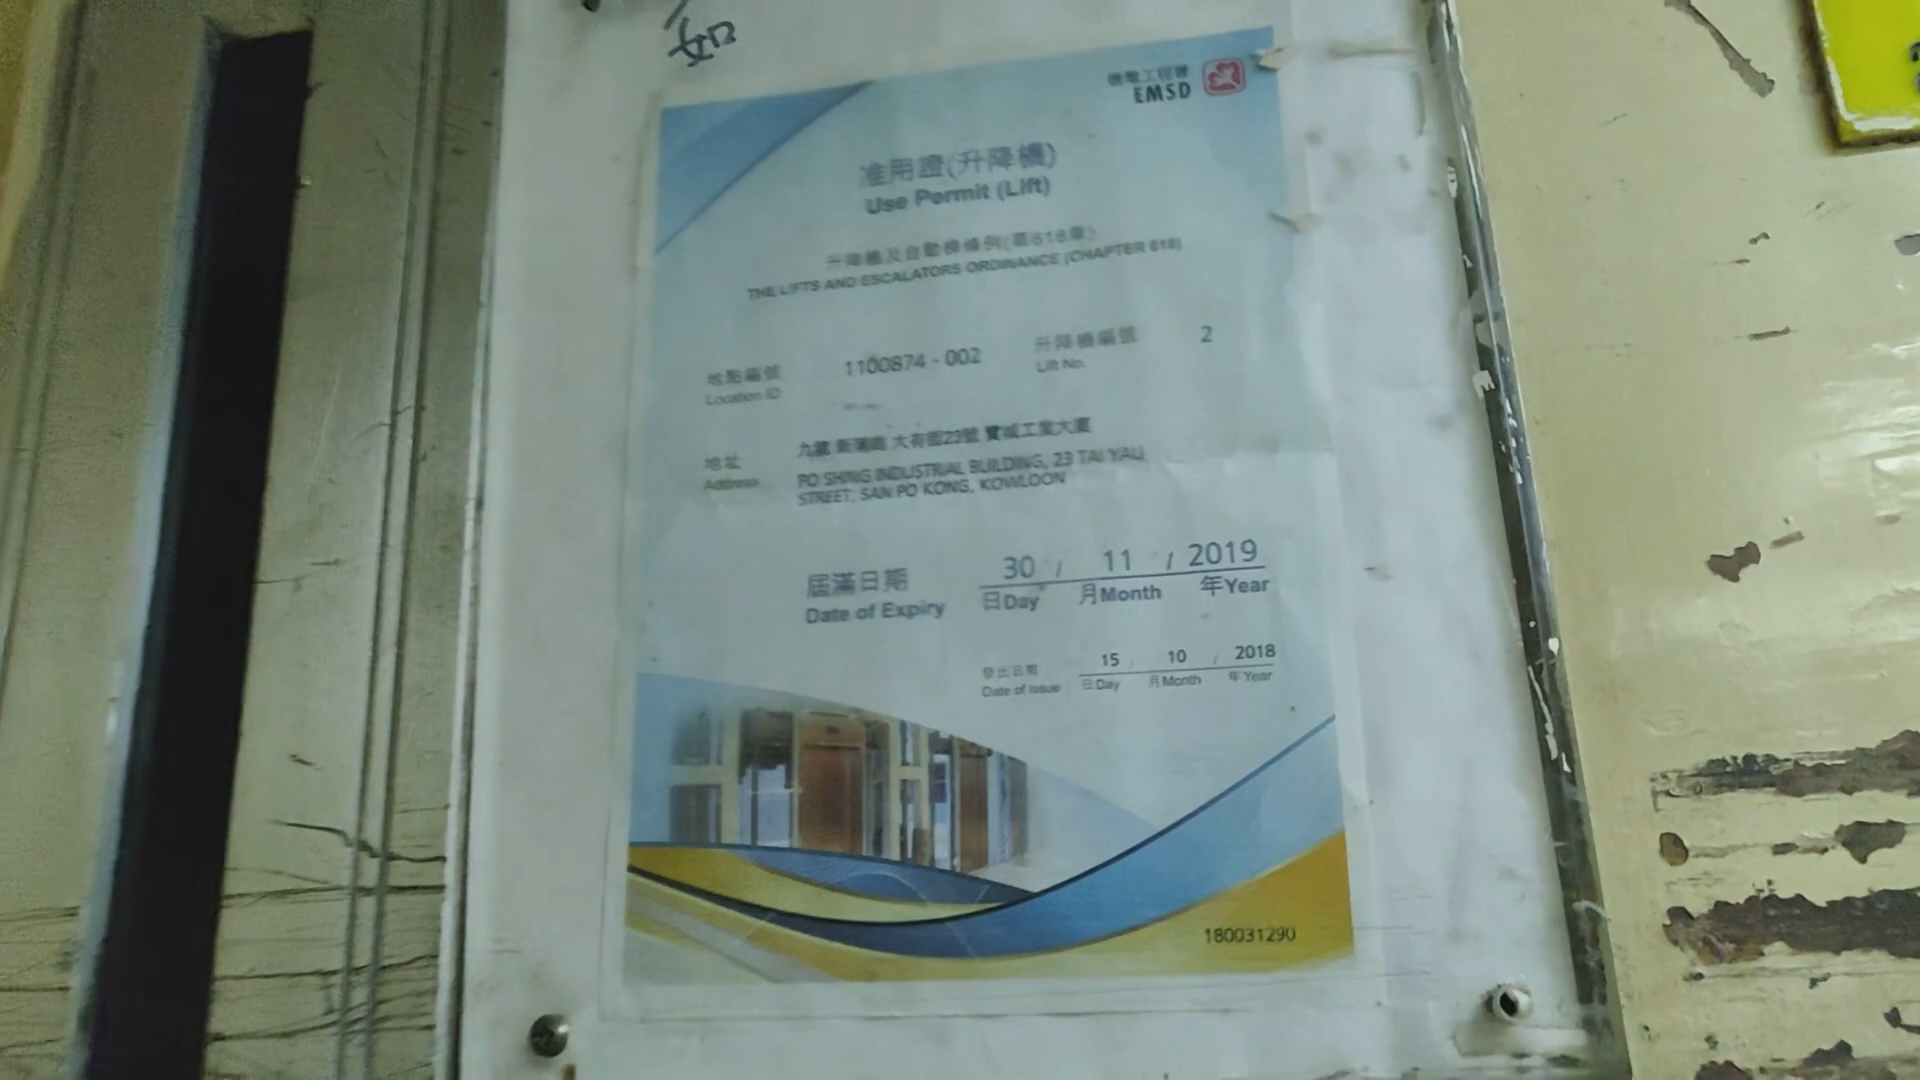 如
機電工程署
EMSD
准用證(升降機)
Use Permit (Lift)
升降機及自動梯條例(第618章)
THE LIFTS AND ESCALATORS ORDINANCE (CHAPTER 618)
地點編號 1100874 - 002 升降機編號 2
Location ID Lift No.
地址 九龍 新蒲崗 大有街23號 寶城工業大廈
Address PO SHING INDUSTRIAL BUILDING, 23 TAI YAU
STREET, SAN PO KONG, KOWLOON
屆滿日期 30 / 11 / 2019
Date of Expiry 日Day 月Month 年Year
發出日期 15 / 10 / 2018
Date of Issue 日Day 月Month 年Year
180031290